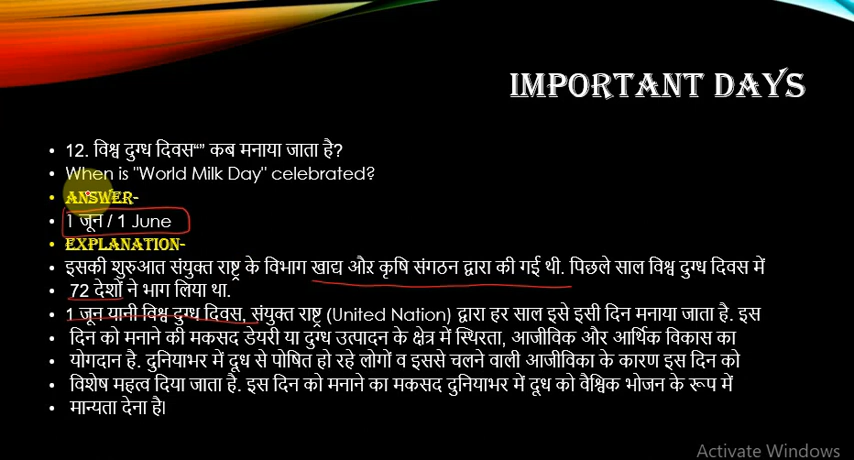 IMPORTANT DAYS
• 12. विश्व दुग्ध दिवस“” कब मनाया जाता है?
• When is "World Milk Day" celebrated?
• ANSWER-
• 1 जून / 1 June
• EXPLANATION-
• इसकी शुरुआत संयुक्त राष्ट्र के विभाग खाद्य औऱ कृषि संगठन द्वारा की गई थी. पिछले साल विश्व दुग्ध दिवस में
• 72 देशों ने भाग लिया था.
• 1 जून यानी विश्व दुग्ध दिवस, संयुक्त राष्ट्र (United Nation) द्वारा हर साल इसे इसी दिन मनाया जाता है. इस
• दिन को मनाने की मकसद डेयरी या दुग्ध उत्पादन के क्षेत्र में स्थिरता, आजीविक और आर्थिक विकास का
• योगदान है. दुनियाभर में दूध से पोषित हो रहे लोगों व इससे चलने वाली आजीविका के कारण इस दिन को
• विशेष महत्व दिया जाता है. इस दिन को मनाने का मकसद दुनियाभर में दूध को वैश्विक भोजन के रूप में
• मान्यता देना है।
Activate Windows